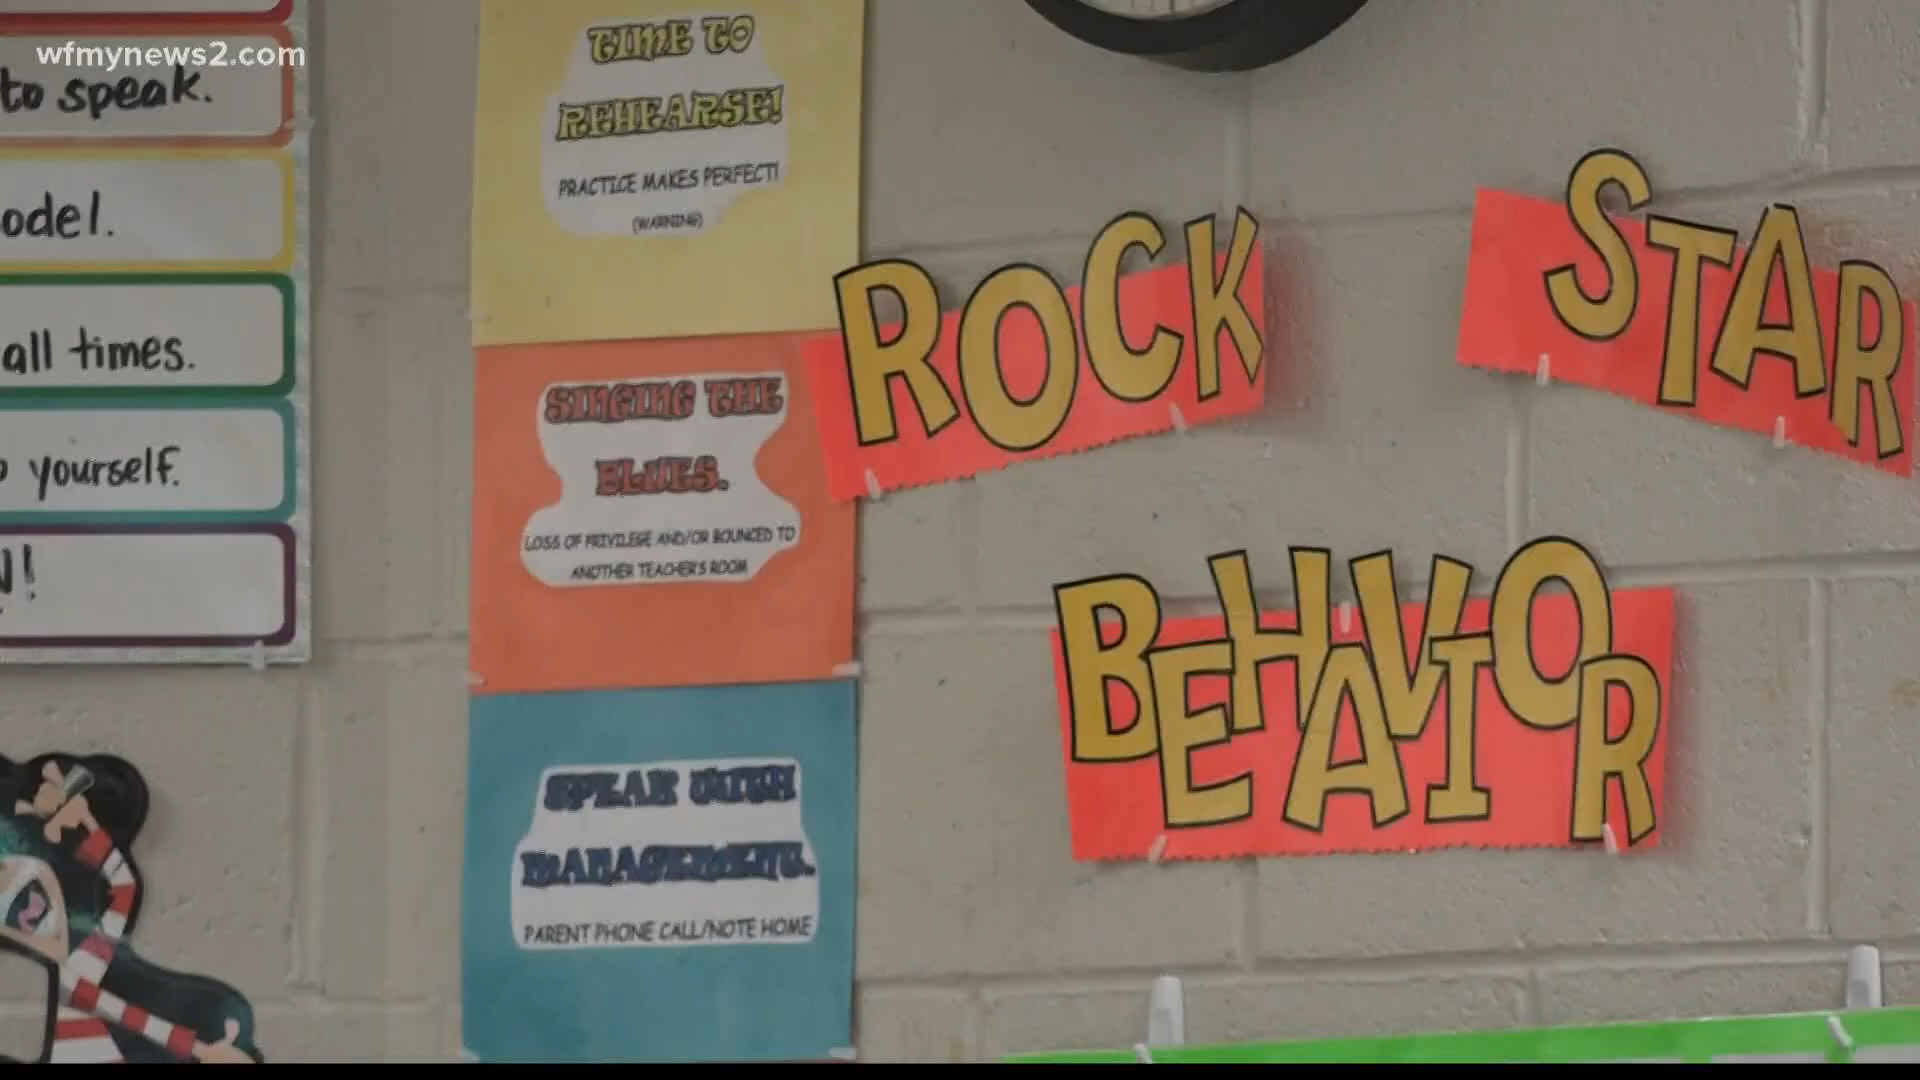 wfmynews2.com
to speak.
odel.
all times.
yourself.
!
TIME TO
REHEARSE!
PRACTICE MAKES PERFECT!
(WARNING)
SINGING THE
BLUES.
LOSS OF PRIVILEGE AND/OR BOUNCED TO
ANOTHER TEACHER'S ROOM
SPEAK WITH
MANAGEMENT.
PARENT PHONE CALL/NOTE HOME
ROCK
STAR
BEHAVIOR